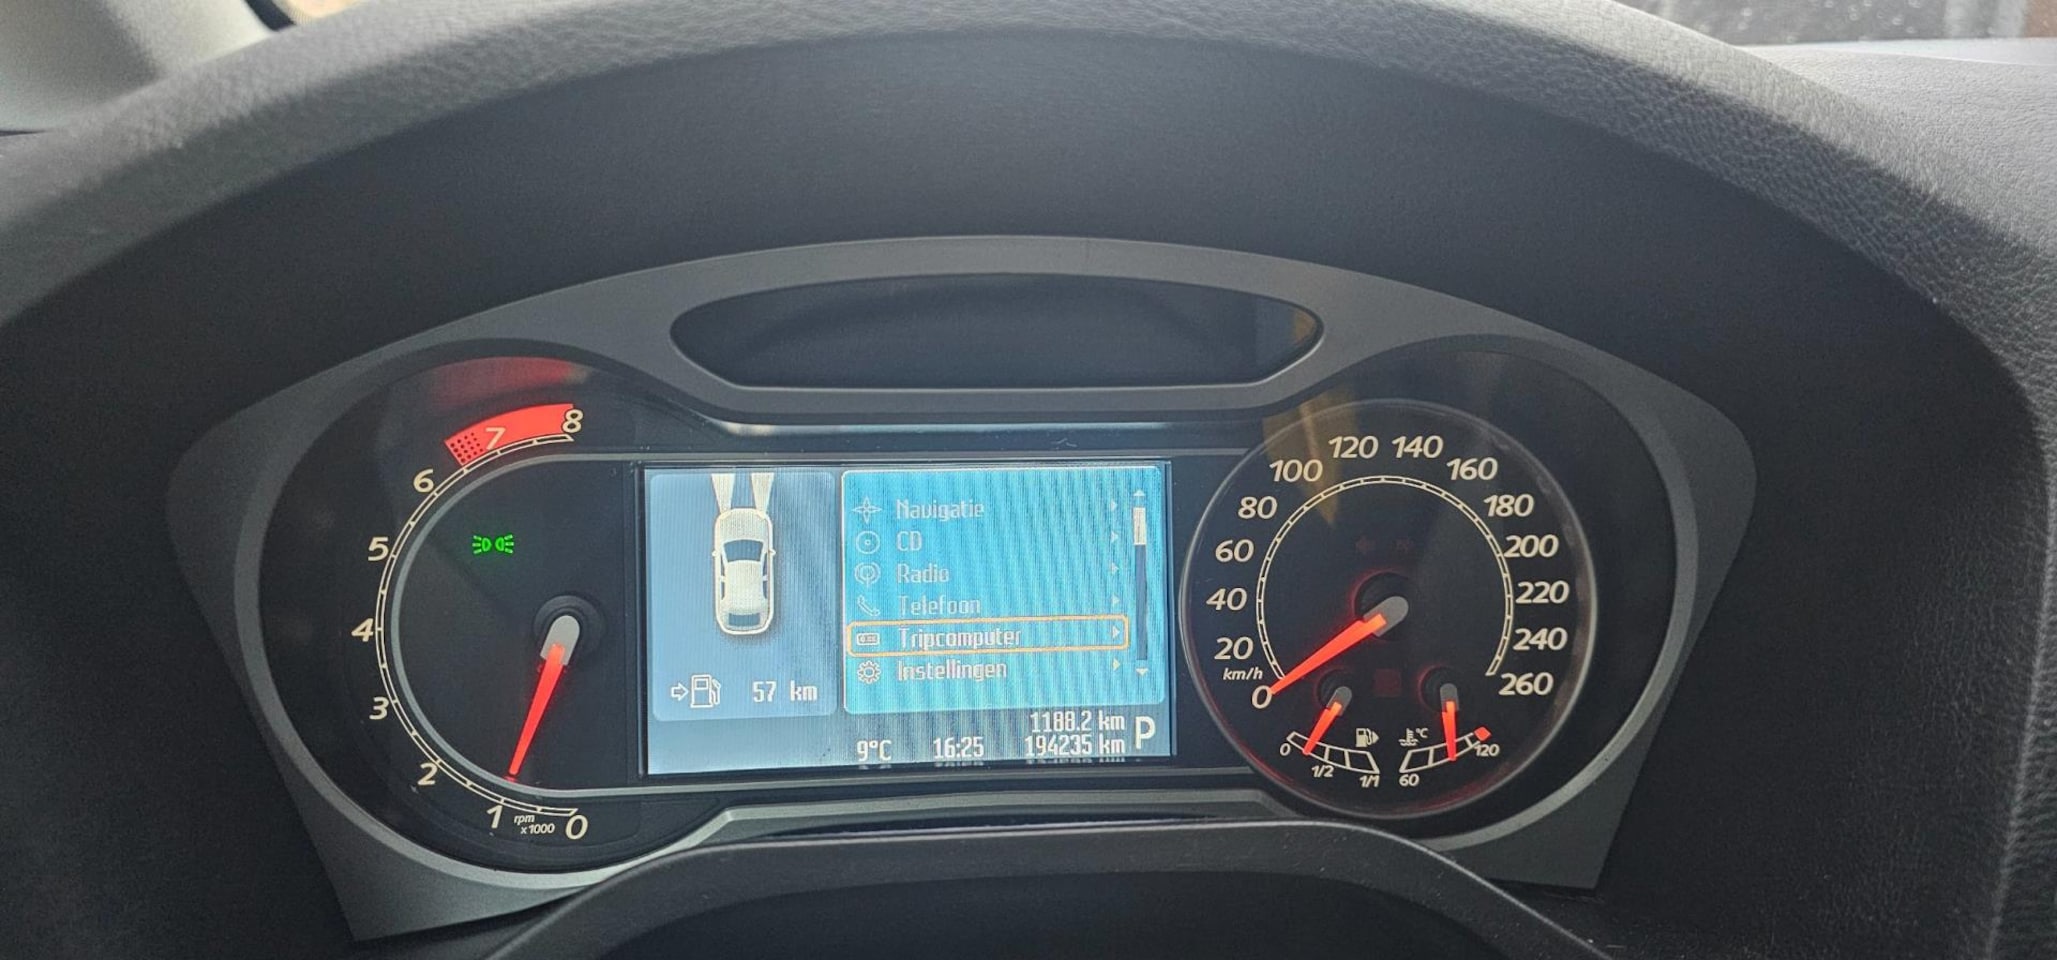 8
7
6
5
4
3
2
1
rpm
x1000
0
Navigatie
CD
Radio
Telefoon
Tripcomputer
Instellingen
57 km
1188.2 km
9°C 16:25 194235 km P
0
20
40
60
80
100
120
140
160
180
200
220
240
260
km/h
0 1/2 1/1
°C
60 120